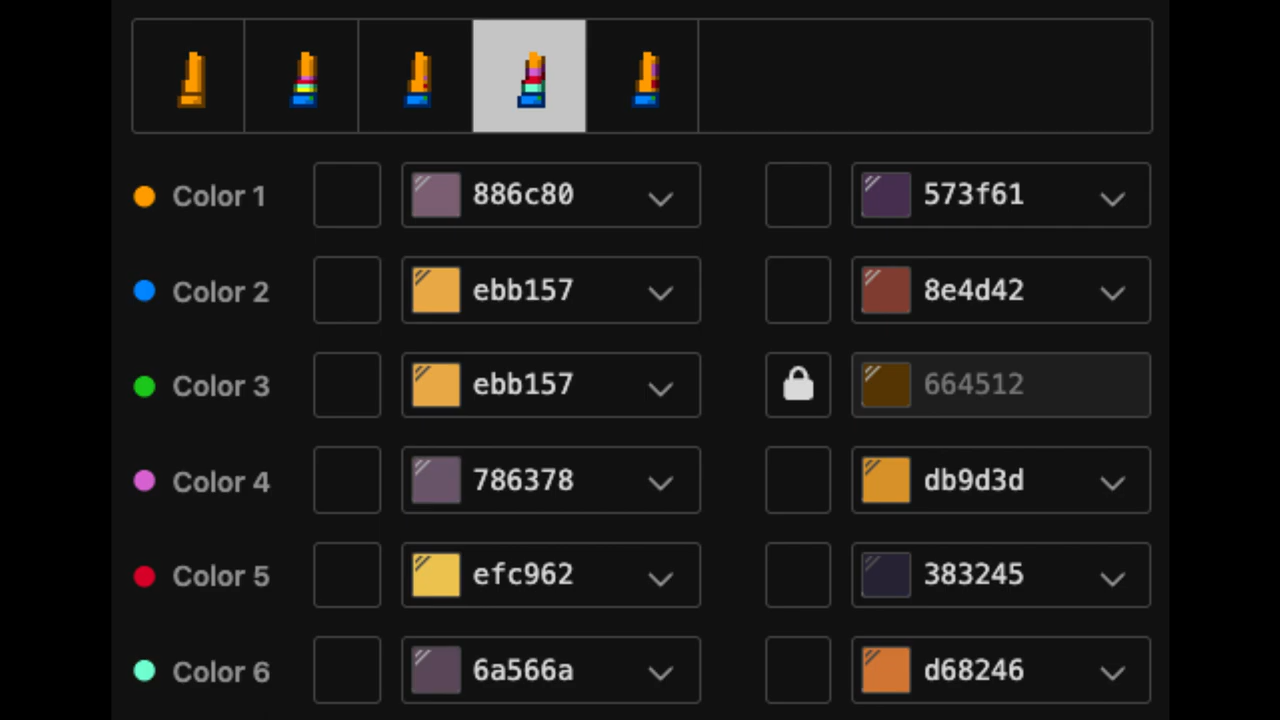 Color 1 886c80 573f61
Color 2 ebb157 8e4d42
Color 3 ebb157 664512
Color 4 786378 db9d3d
Color 5 efc962 383245
Color 6 6a566a d68246